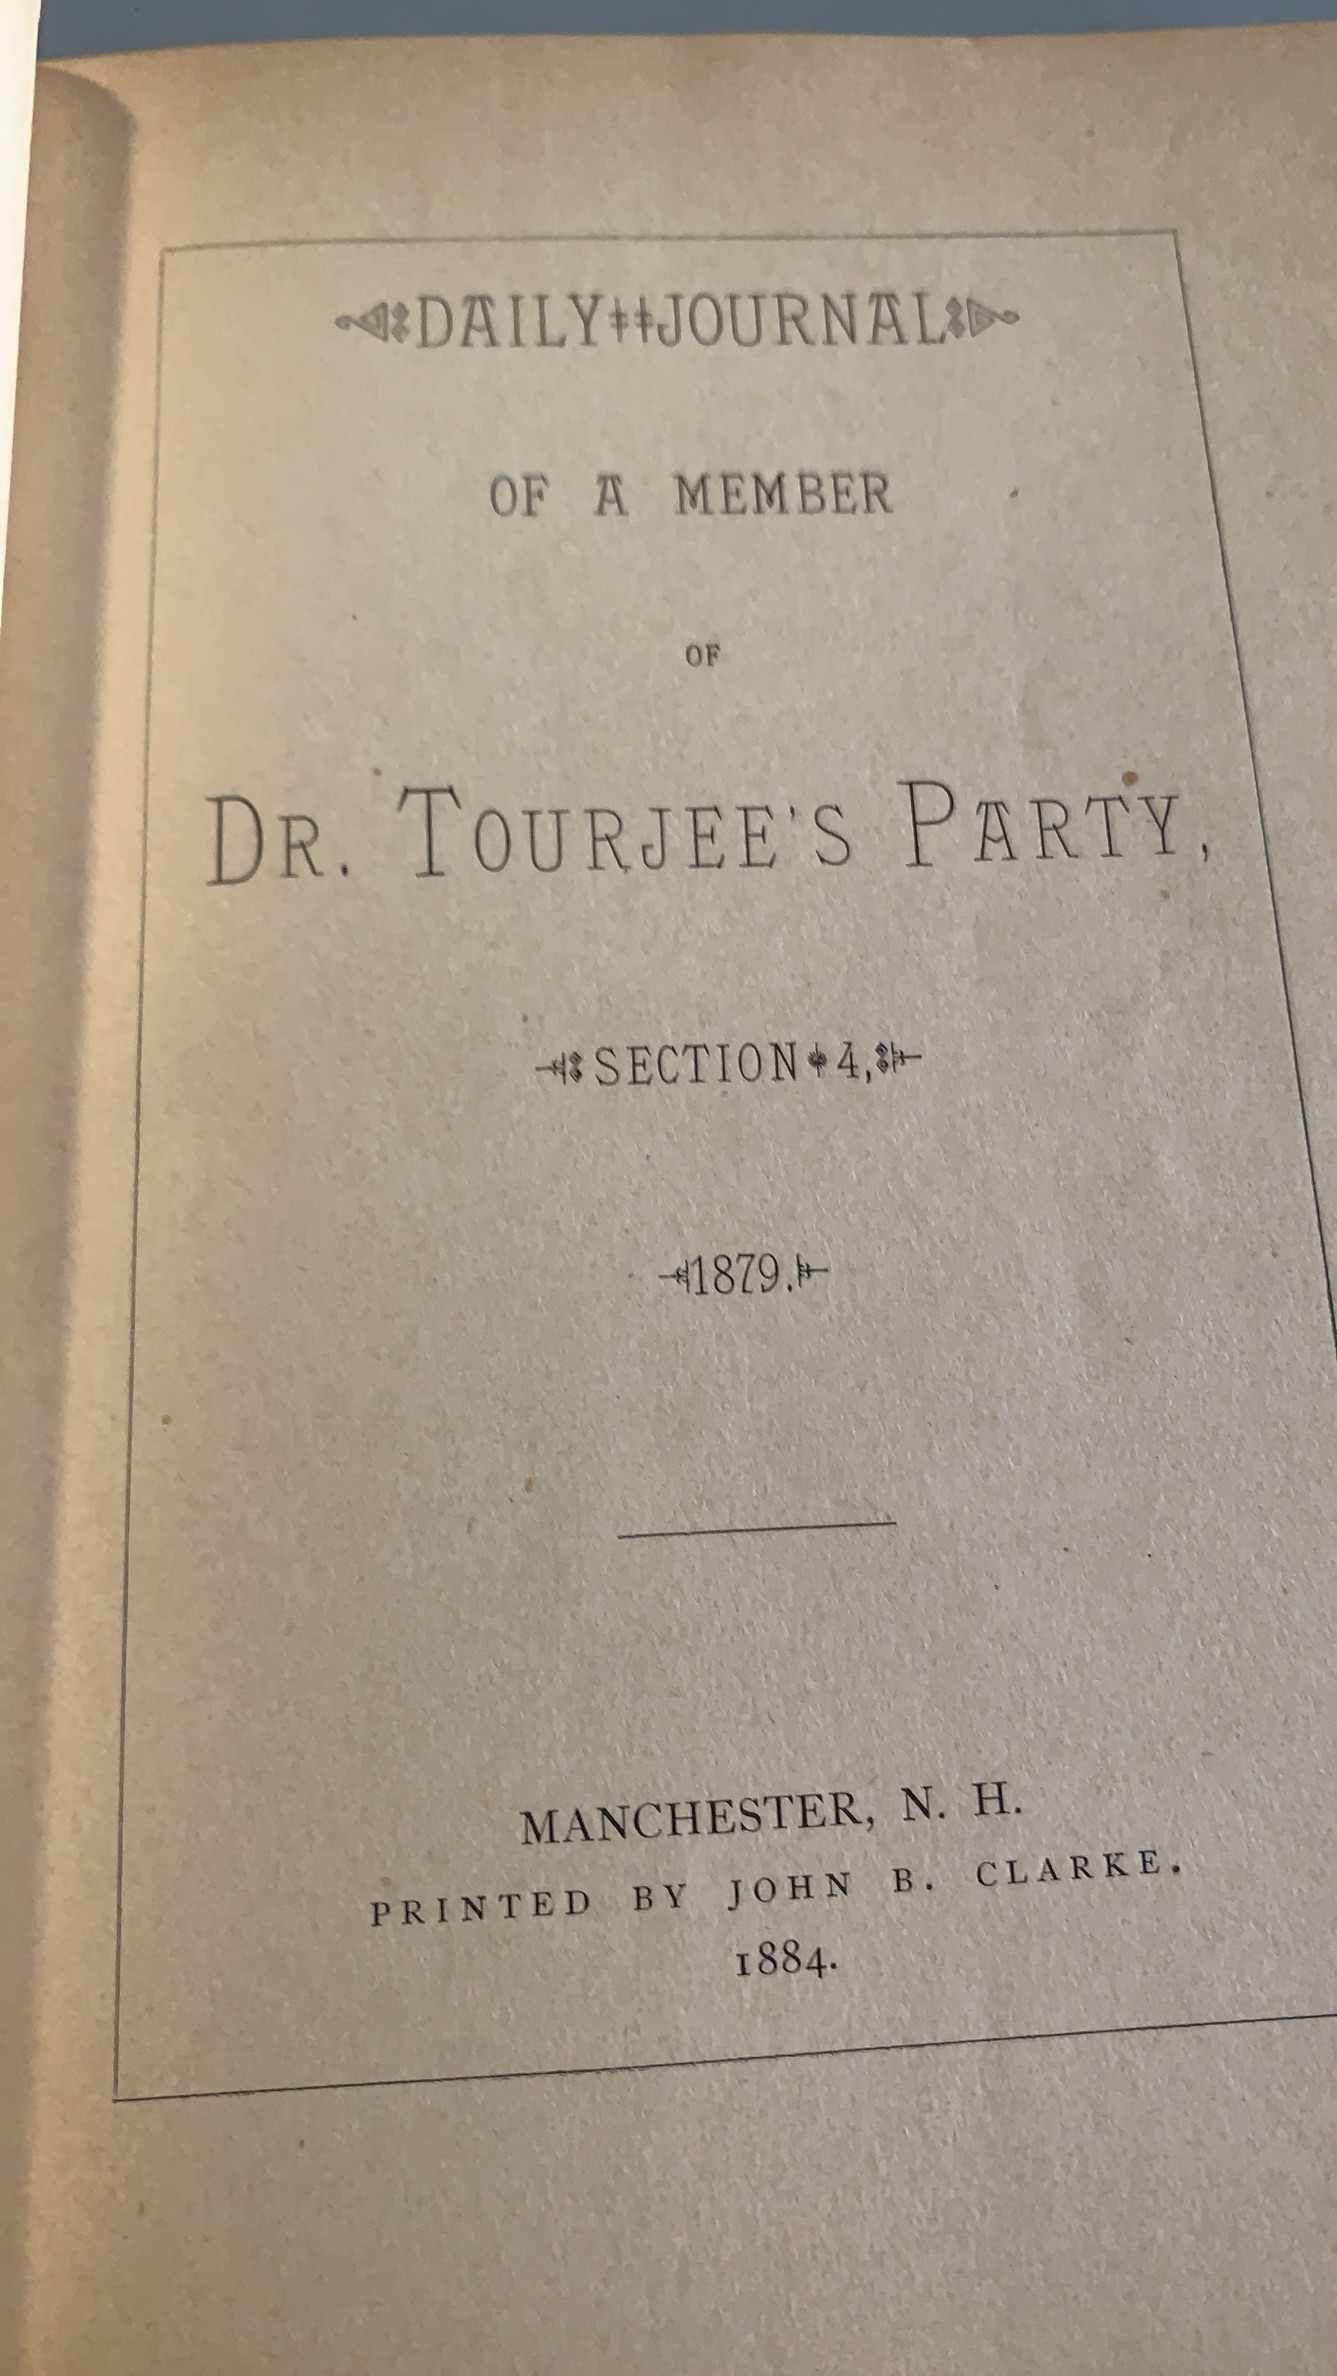 DAILY JOURNAL
OF A MEMBER
OF
DR. TOURJEE'S PARTY,
SECTION 4,
1879.
MANCHESTER, N. H.
PRINTED BY JOHN B. CLARKE.
1884.